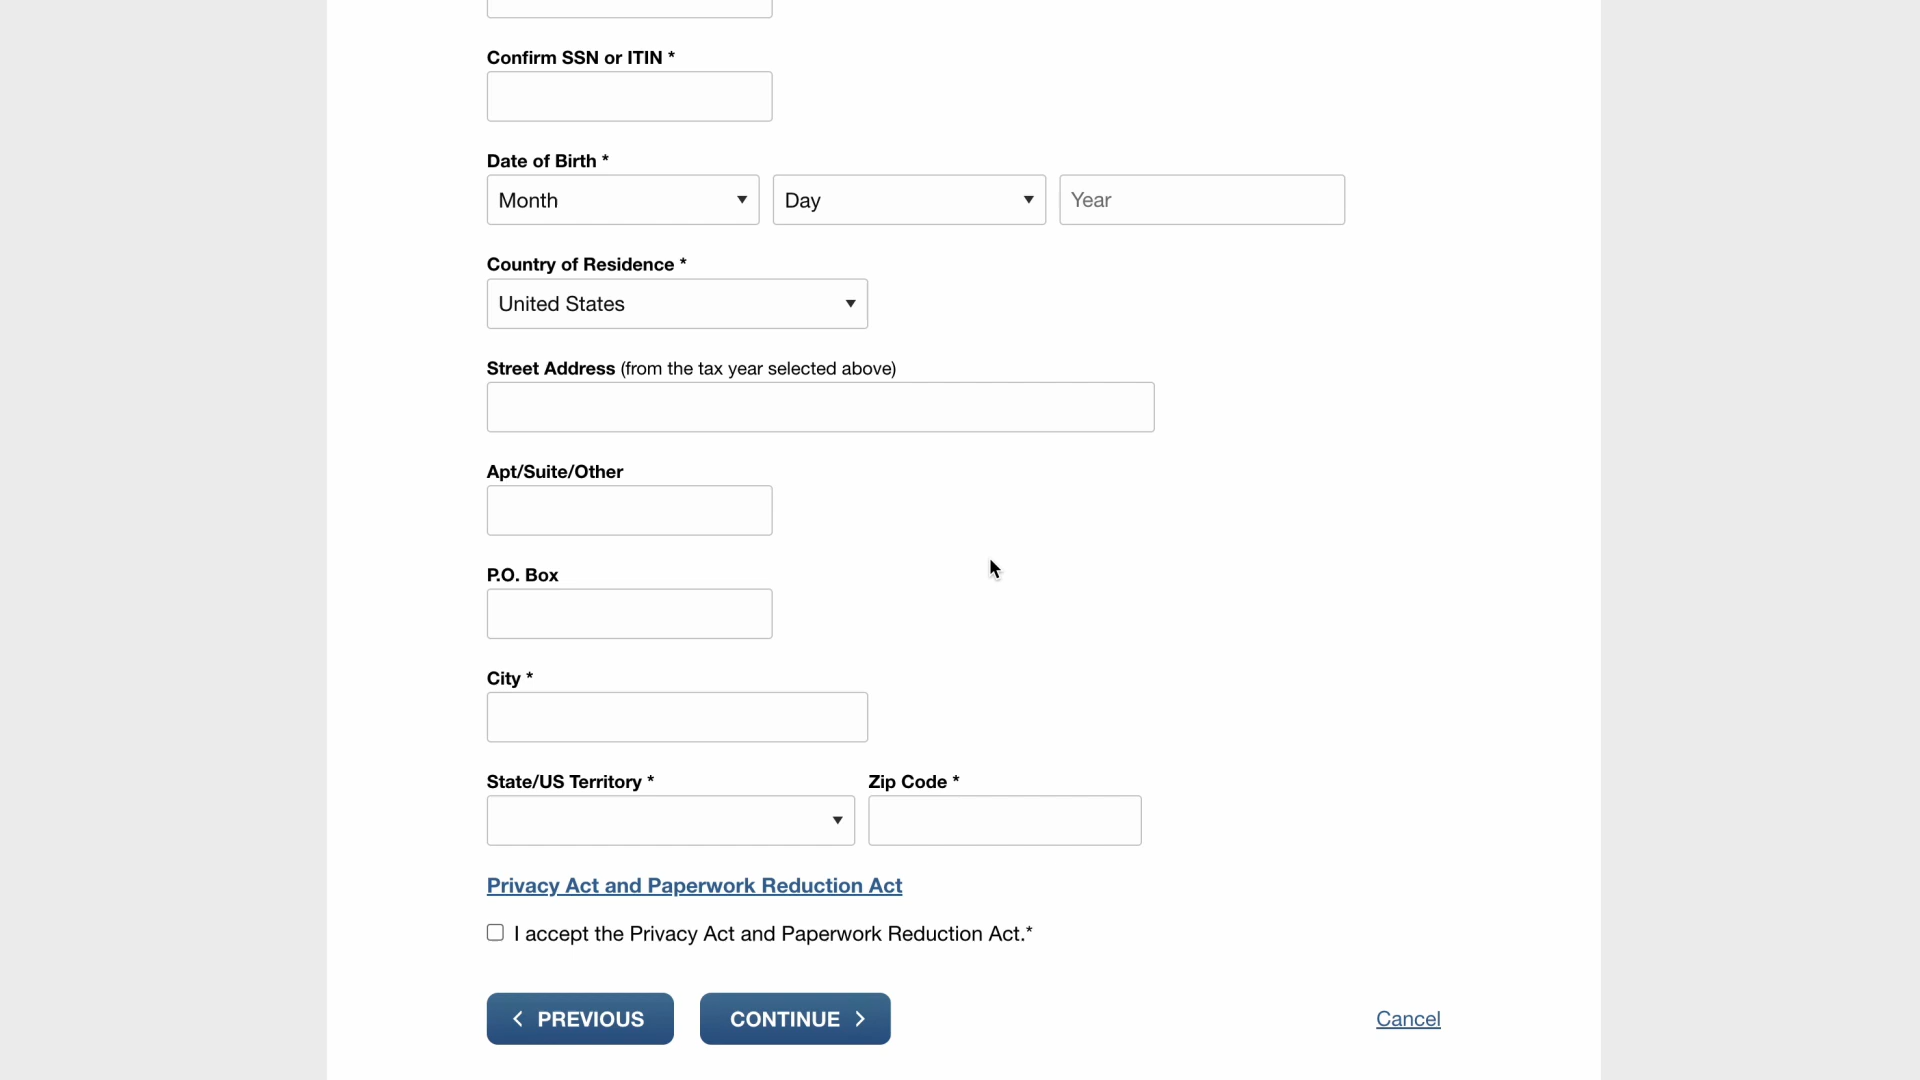 Confirm SSN or ITIN *
Date of Birth *
Month Day Year
Country of Residence *
United States
Street Address (from the tax year selected above)
Apt/Suite/Other
P.O. Box
City *
State/US Territory * Zip Code *
Privacy Act and Paperwork Reduction Act
I accept the Privacy Act and Paperwork Reduction Act.*
PREVIOUS CONTINUE Cancel